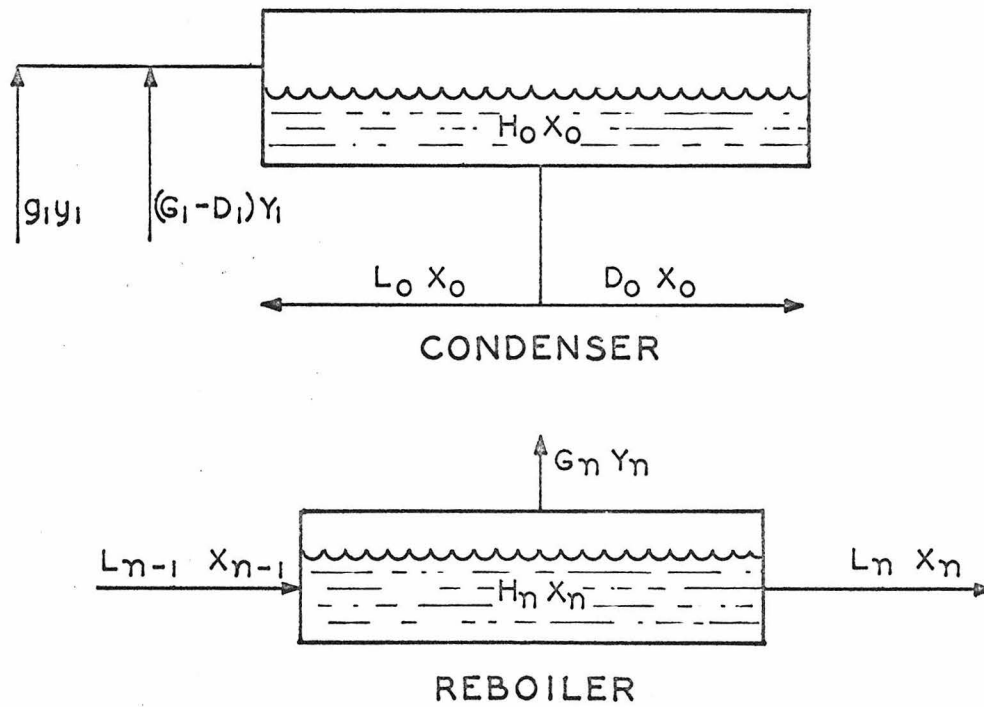 H₀ X₀
g₁y₁
(G₁-D₁)Y₁
L₀ X₀
D₀ X₀
CONDENSER
Gn Yn
Ln-1 Xn-1
Hn Xn
Ln Xn
REBOILER